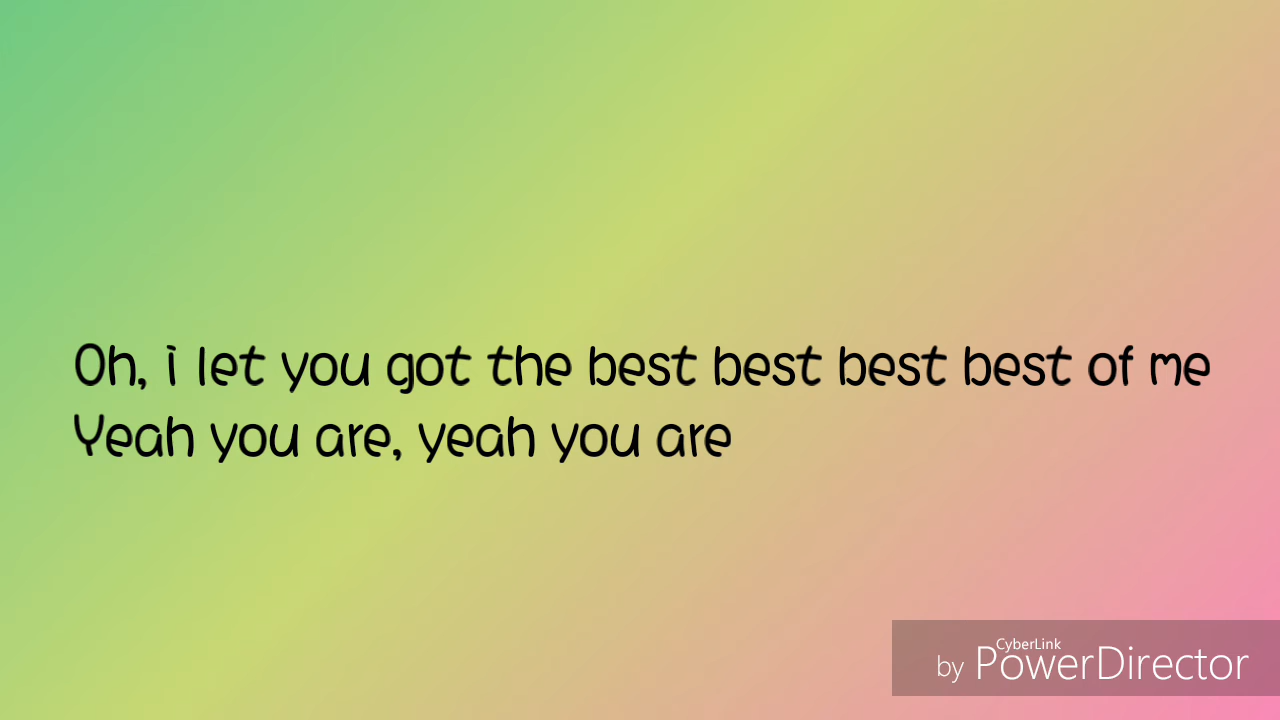 Oh, i let you got the best best best best of me
Yeah you are, yeah you are
by CyberLink PowerDirector